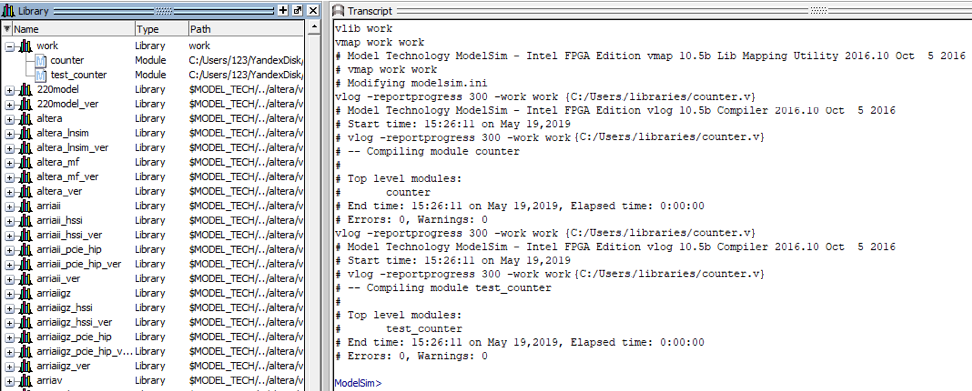 Library
Name Type Path
work Library work
counter Module C:/Users/123/YandexDisk/
test_counter Module C:/Users/123/YandexDisk/
220model Library $MODEL_TECH/../altera/v
220model_ver Library $MODEL_TECH/../altera/v
altera Library $MODEL_TECH/../altera/v
altera_lnsim Library $MODEL_TECH/../altera/v
altera_lnsim_ver Library $MODEL_TECH/../altera/v
altera_mf Library $MODEL_TECH/../altera/v
altera_mf_ver Library $MODEL_TECH/../altera/v
altera_ver Library $MODEL_TECH/../altera/v
arriaii Library $MODEL_TECH/../altera/v
arriaii_hssi Library $MODEL_TECH/../altera/v
arriaii_hssi_ver Library $MODEL_TECH/../altera/v
arriaii_pcie_hip Library $MODEL_TECH/../altera/v
arriaii_pcie_hip_ver Library $MODEL_TECH/../altera/v
arriaii_ver Library $MODEL_TECH/../altera/v
arriaiigz Library $MODEL_TECH/../altera/v
arriaiigz_hssi Library $MODEL_TECH/../altera/v
arriaiigz_hssi_ver Library $MODEL_TECH/../altera/v
arriaiigz_pcie_hip Library $MODEL_TECH/../altera/v
arriaiigz_pcie_hip_v... Library $MODEL_TECH/../altera/v
arriaiigz_ver Library $MODEL_TECH/../altera/v
arriav Library $MODEL_TECH/../altera/v
Transcript
vlib work
vmap work work
# Model Technology ModelSim - Intel FPGA Edition vmap 10.5b Lib Mapping Utility 2016.10 Oct 5 2016
# vmap work work
# Modifying modelsim.ini
vlog -reportprogress 300 -work work {C:/Users/libraries/counter.v}
# Model Technology ModelSim - Intel FPGA Edition vlog 10.5b Compiler 2016.10 Oct 5 2016
# Start time: 15:26:11 on May 19,2019
# vlog -reportprogress 300 -work work {C:/Users/libraries/counter.v}
# -- Compiling module counter
#
# Top level modules:
# counter
# End time: 15:26:11 on May 19,2019, Elapsed time: 0:00:00
# Errors: 0, Warnings: 0
vlog -reportprogress 300 -work work {C:/Users/libraries/counter.v}
# Model Technology ModelSim - Intel FPGA Edition vlog 10.5b Compiler 2016.10 Oct 5 2016
# Start time: 15:26:11 on May 19,2019
# vlog -reportprogress 300 -work work {C:/Users/libraries/counter.v}
# -- Compiling module test_counter
#
# Top level modules:
# test_counter
# End time: 15:26:11 on May 19,2019, Elapsed time: 0:00:00
# Errors: 0, Warnings: 0
ModelSim>